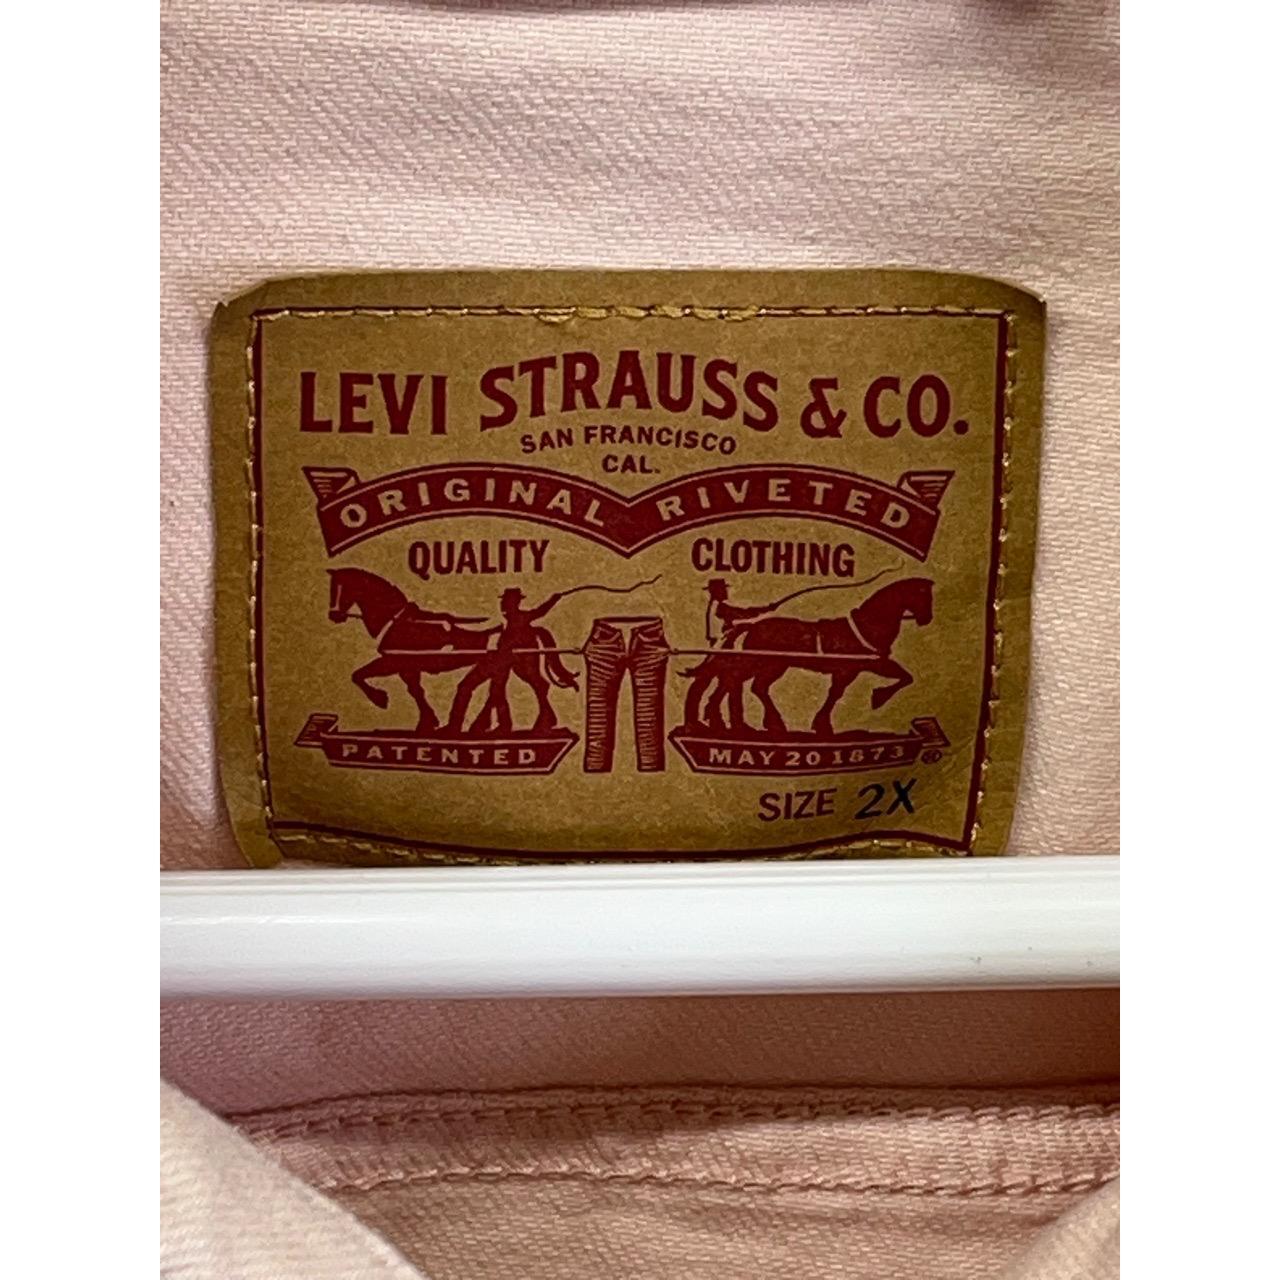 LEVI STRAUSS & CO.
SAN FRANCISCO
CAL.
ORIGINAL RIVETED
QUALITY CLOTHING
PATENTED MAY 20 1873 ®
SIZE 2X